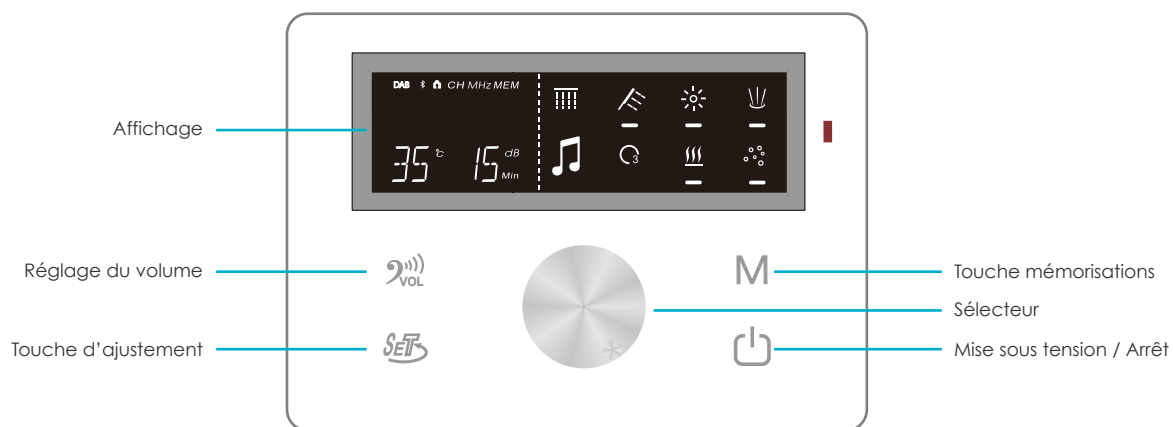 DAB CH MHz MEM
Affichage
35 °C 15 dB
Min
3
Réglage du volume
VOL
M
Touche mémorisations
Sélecteur
Touche d'ajustement
SET
Mise sous tension / Arrêt